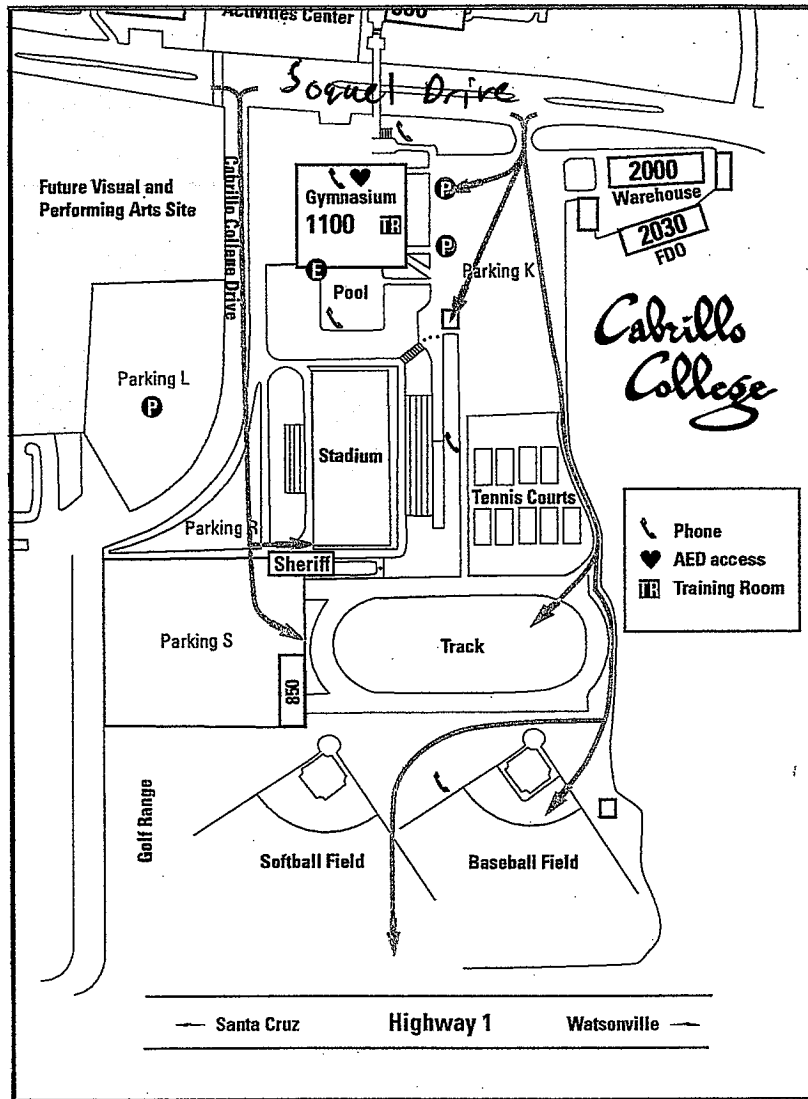 Activities Center
Soquel Drive
Future Visual and
Performing Arts Site
Cabrillo College Drive
Gymnasium
1100 TR
E
Pool
P
P
Parking K
2000
Warehouse
2030
FDO
Cabrillo
College
Parking L
P
Stadium
Tennis Courts
Phone
AED access
TR Training Room
Parking R
Sheriff
Parking S
850
Track
Golf Range
Softball Field
Baseball Field
← Santa Cruz
Highway 1
Watsonville →